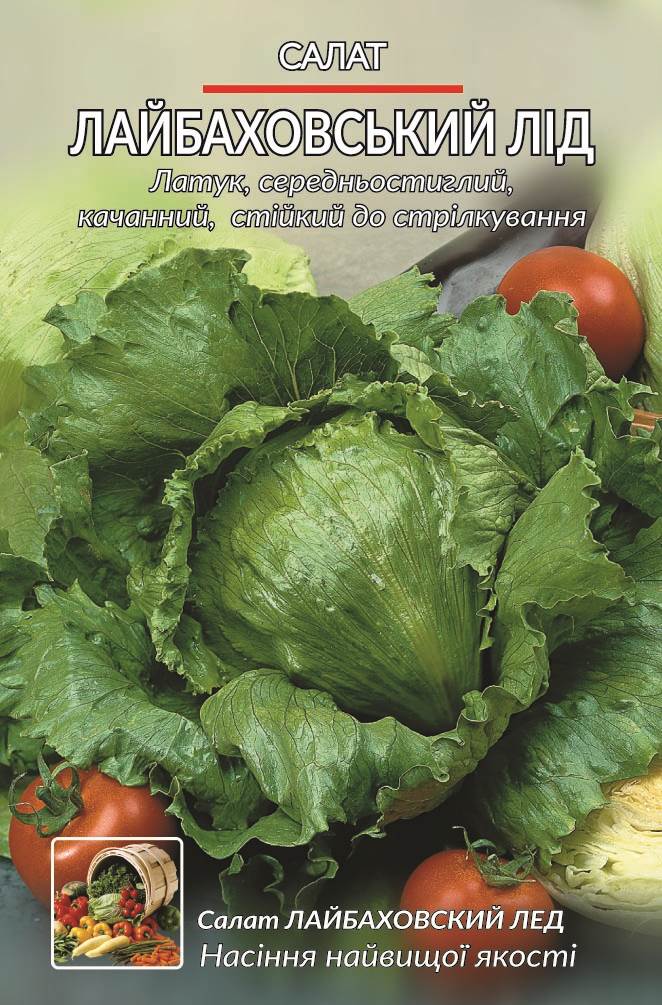 САЛАТ
ЛАЙБАХОВСЬКИЙ ЛІД
Латук, середньостиглий,
качанний, стійкий до стрілкування
Салат ЛАЙБАХОВСКИЙ ЛЕД
Насіння найвищої якості